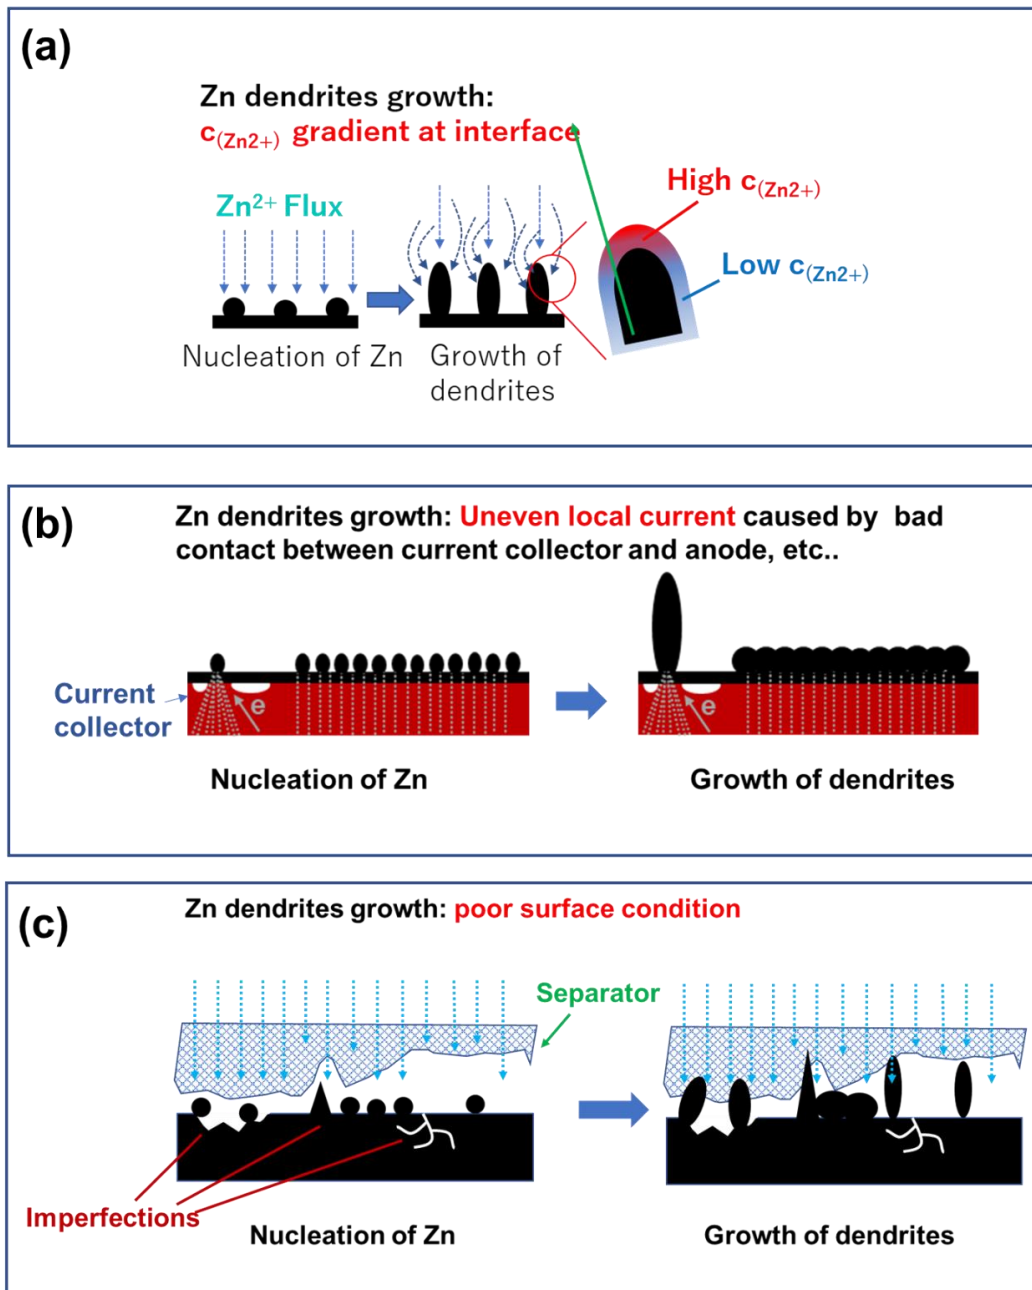 (a)
Zn dendrites growth:
c(Zn2+) gradient at interface
Zn²⁺ Flux
High c(Zn2+)
Low c(Zn2+)
Nucleation of Zn
Growth of
dendrites
(b)
Zn dendrites growth: Uneven local current caused by bad
contact between current collector and anode, etc..
Current
collector
e
e
Nucleation of Zn
Growth of dendrites
(c)
Zn dendrites growth: poor surface condition
Separator
Imperfections
Nucleation of Zn
Growth of dendrites